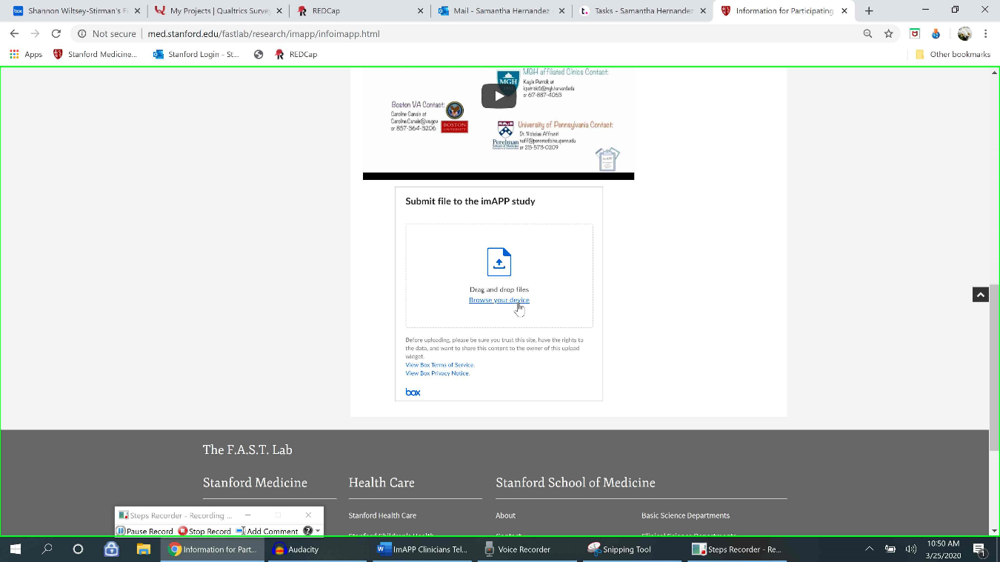 Shannon Wiltsey-Stirman's Fi
My Projects | Qualtrics Survey
REDCap
Mail - Samantha Hernandez -
Tasks - Samantha Hernandez
Information for Participating
Not secure
med.stanford.edu/fastlab/research/imapp/infoimapp.html
Apps
Stanford Medicine...
Stanford Login - St...
REDCap
Other bookmarks
MGH affiliated Clinics Contact:
Kayla Patrick at
kpatrick6@mgh.harvard.edu
or 617-887-4063
MGH
Boston VA Contact:
Caroline Canale at
Caroline.Canale@va.gov
or 857-364-3206
BOSTON
UNIVERSITY
University of Pennsylvania Contact:
Dr. Nicholas Affrunti
naff@pennmedicine.upenn.edu
or 215-573-0209
Perelman
imAPP
Submit file to the imAPP study
Drag and drop files
Browse your device
Before uploading, please be sure you trust this site, have the rights to
the data, and want to share this content to the owner of this upload
widget.
View Box Terms of Service.
View Box Privacy Notice.
box
The F.A.S.T. Lab
Stanford Medicine
Health Care
Stanford School of Medicine
Stanford Health Care
About
Basic Science Departments
Stanford Children's Health
Contact
Clinical Science Departments
Steps Recorder - Recording ...
Pause Record
Stop Record
Add Comment
Information for Part...
Audacity
ImAPP Clinicians Tel...
Voice Recorder
Snipping Tool
Steps Recorder - Re...
10:50 AM
3/25/2020
1